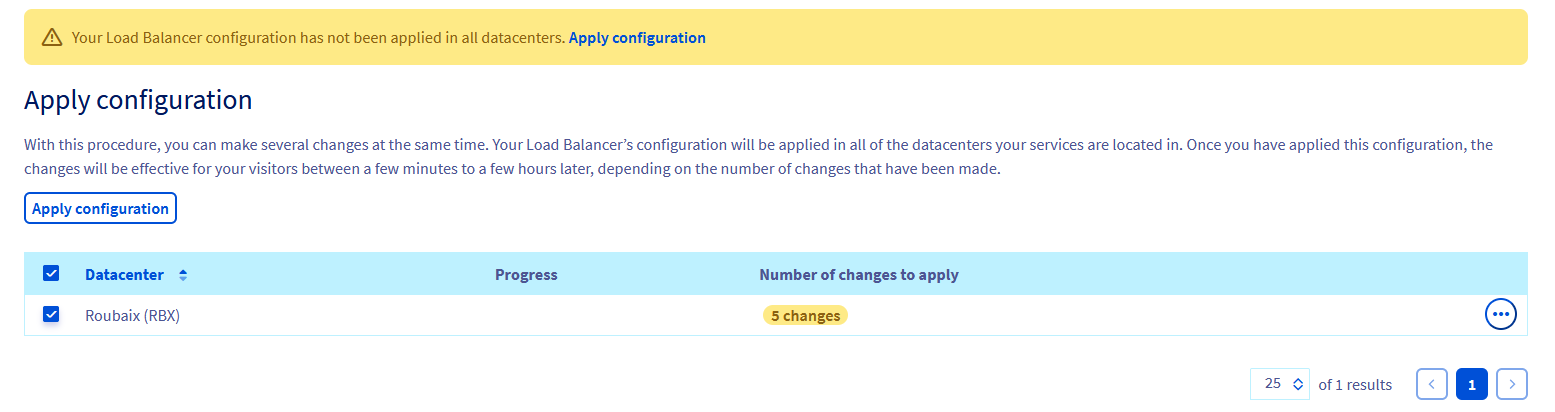 Your Load Balancer configuration has not been applied in all datacenters. Apply configuration
Apply configuration
With this procedure, you can make several changes at the same time. Your Load Balancer’s configuration will be applied in all of the datacenters your services are located in. Once you have applied this configuration, the
changes will be effective for your visitors between a few minutes to a few hours later, depending on the number of changes that have been made.
Apply configuration
Datacenter Progress Number of changes to apply
Roubaix (RBX) 5 changes
25 of 1 results 1